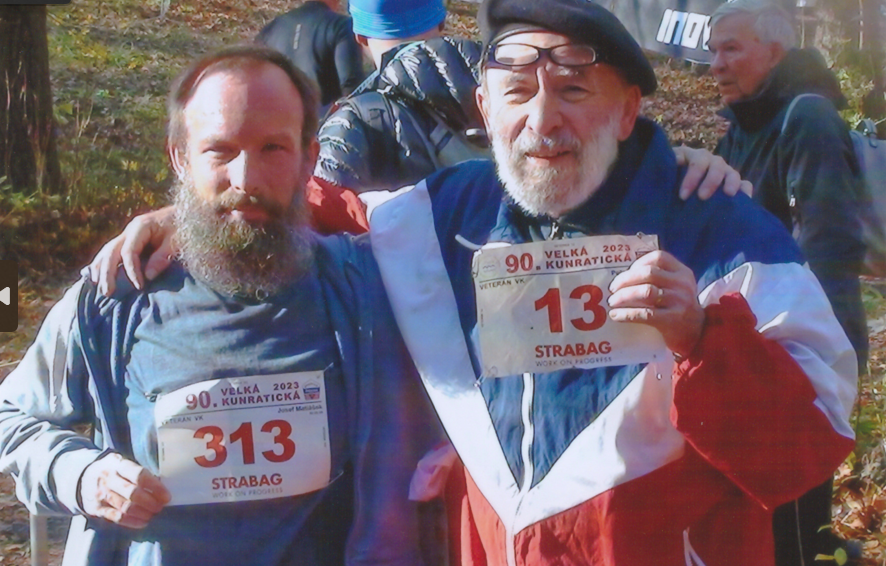 INOV
90. VELKÁ 2023
KUNRATICKÁ
VETERÁN VK
13
STRABAG
WORK ON PROGRESS
90. VELKÁ 2023
KUNRATICKÁ
VETERÁN VK
313
STRABAG
WORK ON PROGRESS